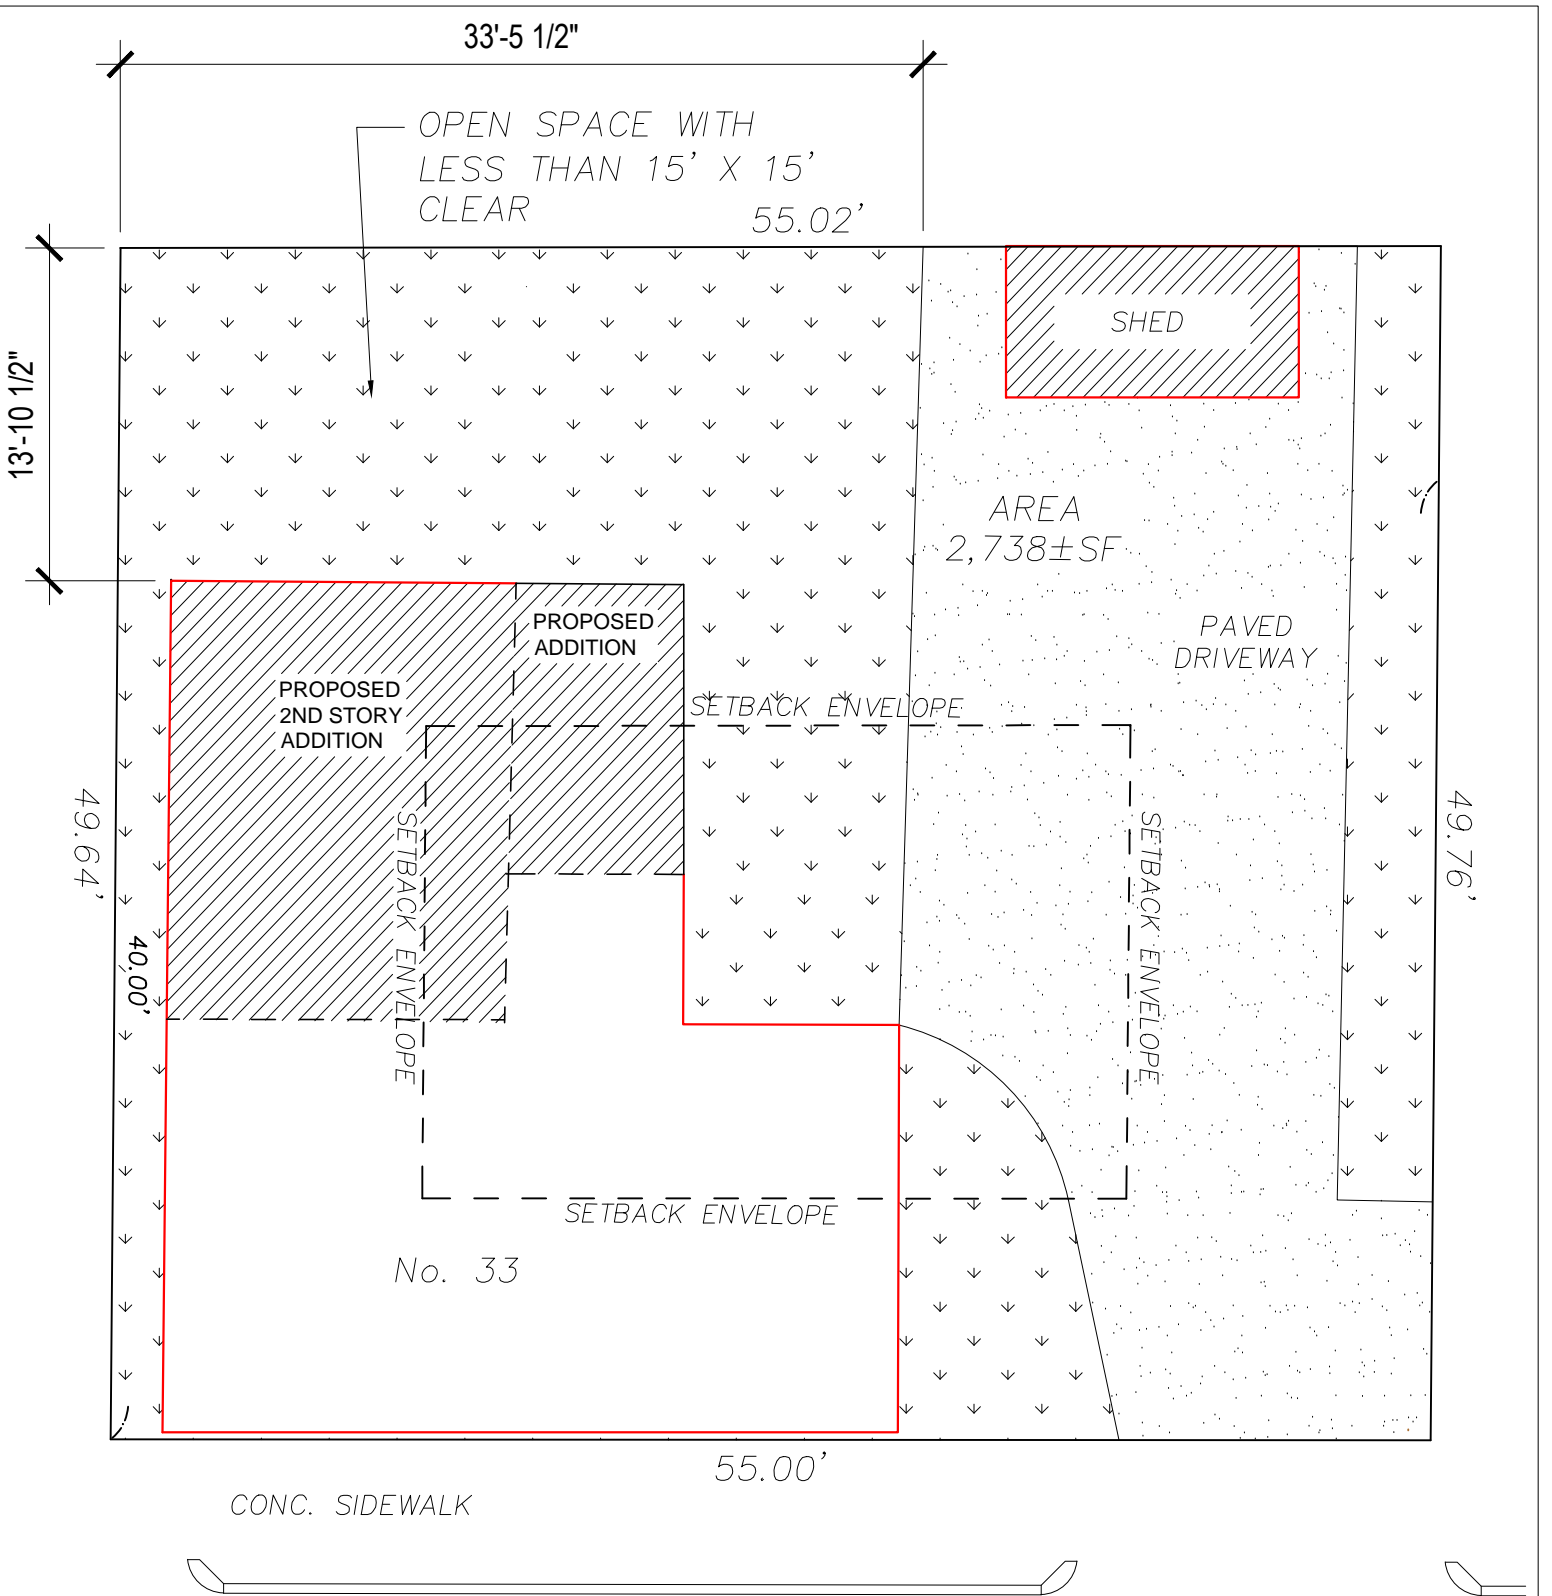 33'-5 1/2"
OPEN SPACE WITH
LESS THAN 15' X 15'
CLEAR
55.02'
13'-10 1/2"
SHED
AREA
2,738±SF
PROPOSED
ADDITION
PAVED
DRIVEWAY
PROPOSED
2ND STORY
ADDITION
SETBACK ENVELOPE
49.64'
SETBACK ENVELOPE
SETBACK ENVELOPE
49.76'
40.00'
SETBACK ENVELOPE
No. 33
55.00'
CONC. SIDEWALK